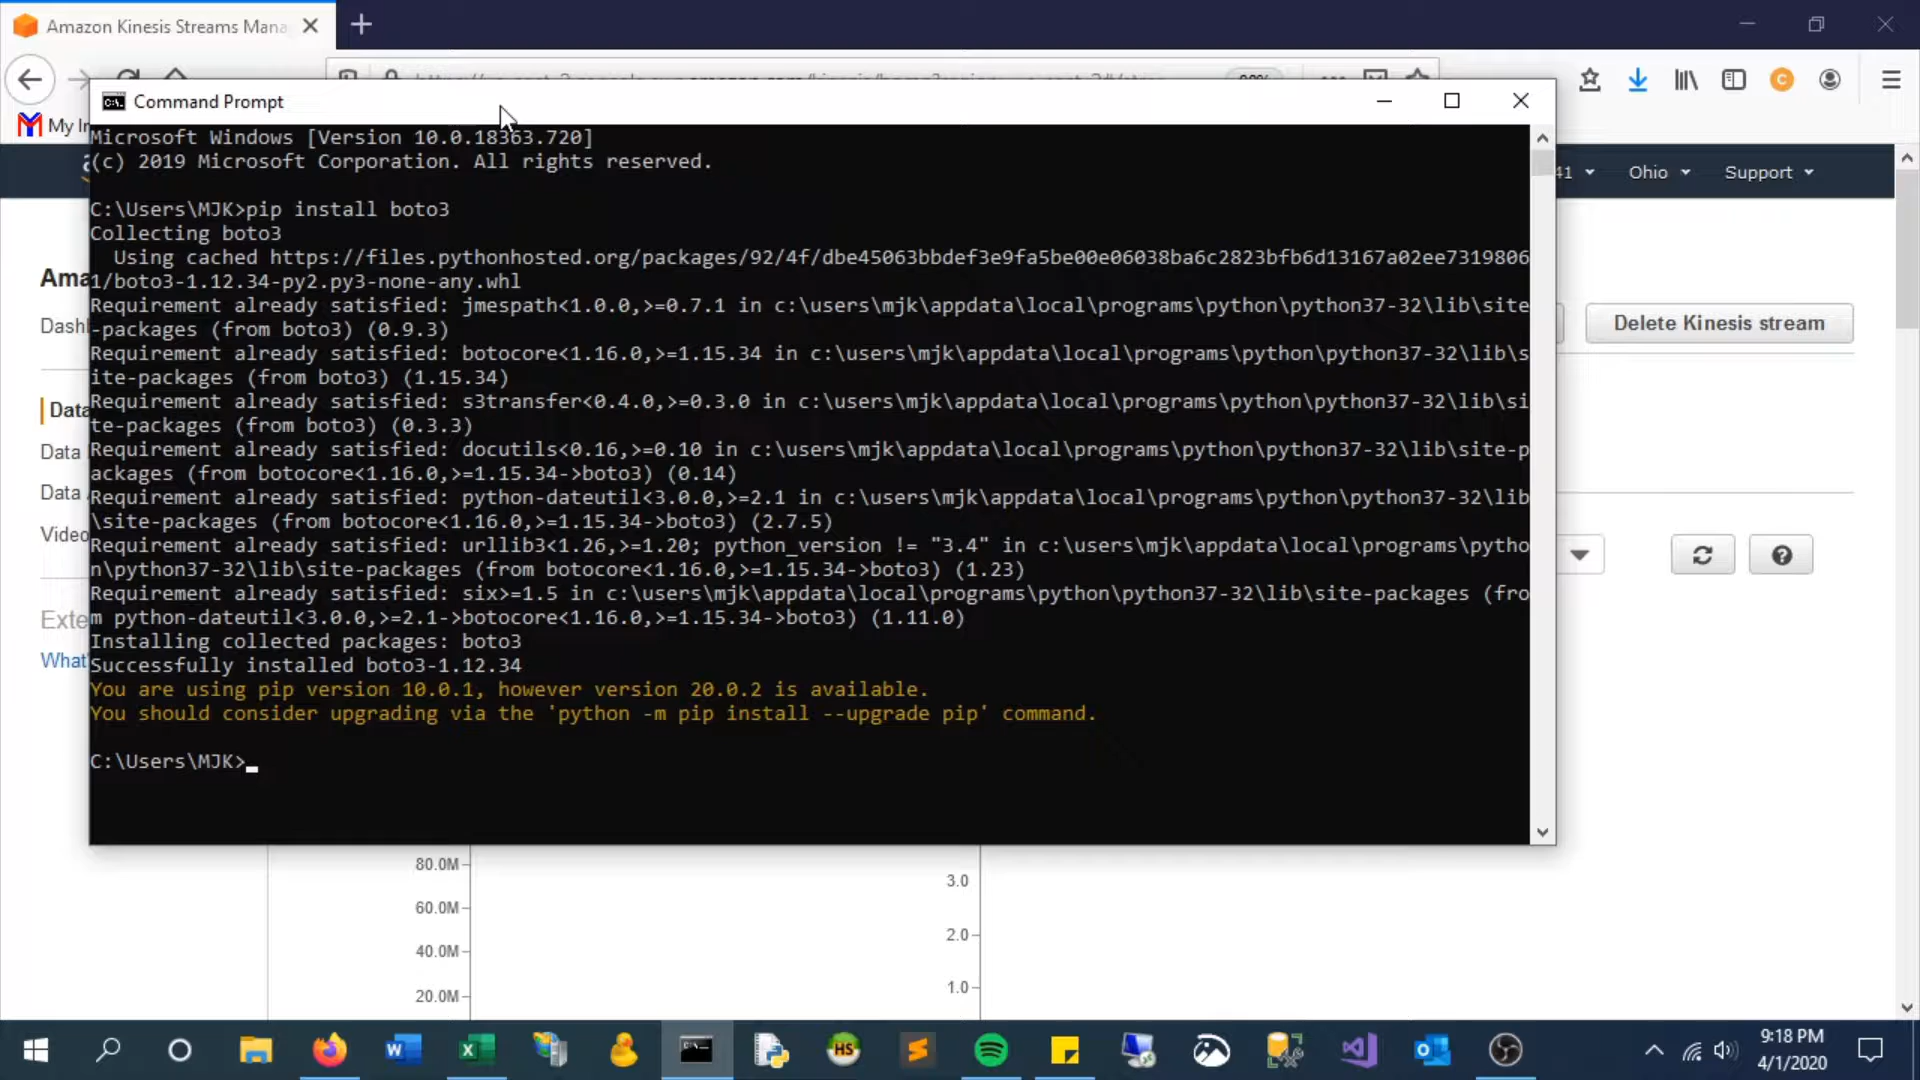 Amazon Kinesis Streams Mana
Command Prompt
My In
Microsoft Windows [Version 10.0.18363.720]
(c) 2019 Microsoft Corporation. All rights reserved.
41
Ohio
Support
C:\Users\MJK>pip install boto3
Collecting boto3
Using cached https://files.pythonhosted.org/packages/92/4f/dbe45063bbdef3e9fa5be00e06038ba6c2823bfb6d13167a02ee7319806
1/boto3-1.12.34-py2.py3-none-any.whl
Requirement already satisfied: jmespath<1.0.0,>=0.7.1 in c:\users\mjk\appdata\local\programs\python\python37-32\lib\site
-packages (from boto3) (0.9.3)
Requirement already satisfied: botocore<1.16.0,>=1.15.34 in c:\users\mjk\appdata\local\programs\python\python37-32\lib\s
ite-packages (from boto3) (1.15.34)
Requirement already satisfied: s3transfer<0.4.0,>=0.3.0 in c:\users\mjk\appdata\local\programs\python\python37-32\lib\si
te-packages (from boto3) (0.3.3)
Requirement already satisfied: docutils<0.16,>=0.10 in c:\users\mjk\appdata\local\programs\python\python37-32\lib\site-p
ackages (from botocore<1.16.0,>=1.15.34->boto3) (0.14)
Requirement already satisfied: python-dateutil<3.0.0,>=2.1 in c:\users\mjk\appdata\local\programs\python\python37-32\lib
\site-packages (from botocore<1.16.0,>=1.15.34->boto3) (2.7.5)
Requirement already satisfied: urllib3<1.26,>=1.20; python_version != "3.4" in c:\users\mjk\appdata\local\programs\pytho
n\python37-32\lib\site-packages (from botocore<1.16.0,>=1.15.34->boto3) (1.23)
Requirement already satisfied: six>=1.5 in c:\users\mjk\appdata\local\programs\python\python37-32\lib\site-packages (fro
m python-dateutil<3.0.0,>=2.1->botocore<1.16.0,>=1.15.34->boto3) (1.11.0)
Installing collected packages: boto3
Successfully installed boto3-1.12.34
You are using pip version 10.0.1, however version 20.0.2 is available.
You should consider upgrading via the 'python -m pip install --upgrade pip' command.
C:\Users\MJK>
Ama
Dash
Data
Data
Data
Video
Exte
What'
Delete Kinesis stream
80.0M
60.0M
40.0M
20.0M
3.0
2.0
1.0
9:18 PM
4/1/2020